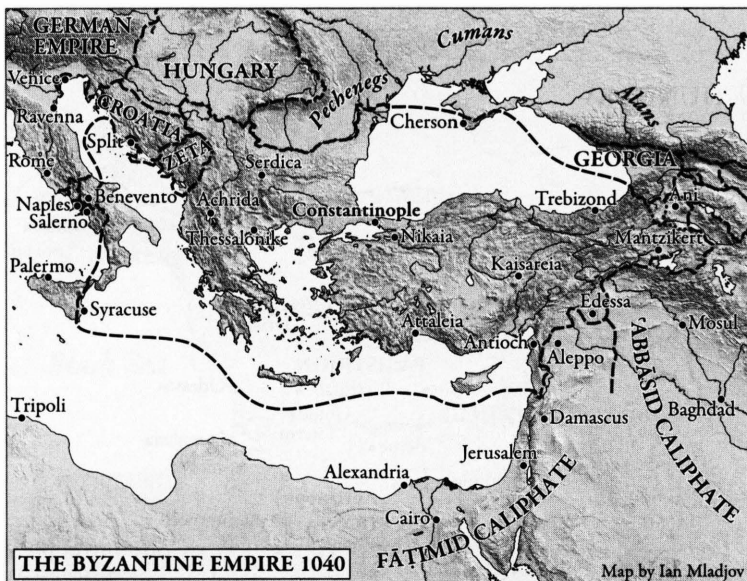 GERMAN
EMPIRE
Cumans
HUNGARY
Pechenegs
Alans
Venice
CROATIA
Ravenna
Split
Cherson
GEORGIA
ZETA
Rome
Serdica
Naples
Benevento
Salerno
Achrida
Constantinople
Trebizond
Ani
Thessalonike
Nikaia
Mantzikert
Palermo
Kaisareia
Syracuse
Attaleia
Edessa
Mosul
Antioch
Aleppo
ʿABBĀSID CALIPHATE
Tripoli
Damascus
Baghdad
Jerusalem
Alexandria
Cairo
FĀṬIMID CALIPHATE
THE BYZANTINE EMPIRE 1040
Map by Ian Mladjov